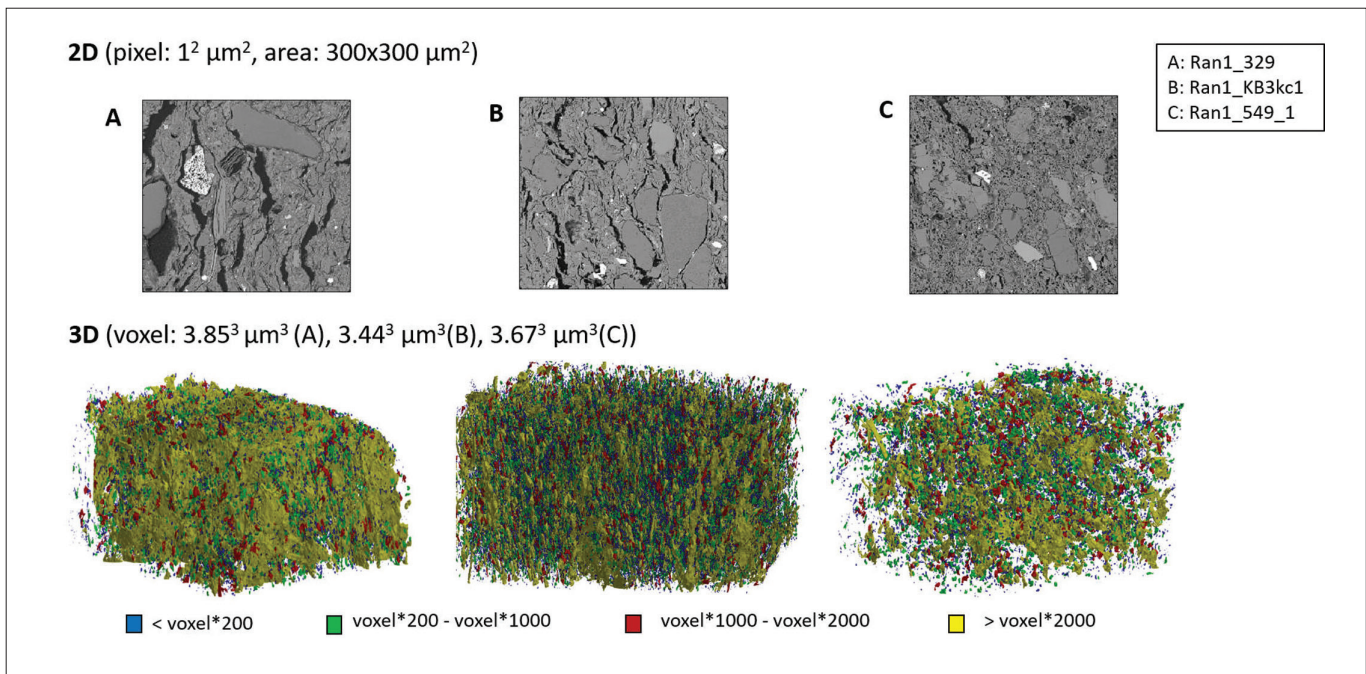 2D (pixel: 1² µm², area: 300x300 µm²)
A: Ran1_329
B: Ran1_KB3kc1
C: Ran1_549_1
A
B
C
3D (voxel: 3.85³ µm³ (A), 3.44³ µm³(B), 3.67³ µm³(C))
< voxel*200
voxel*200 - voxel*1000
voxel*1000 - voxel*2000
> voxel*2000